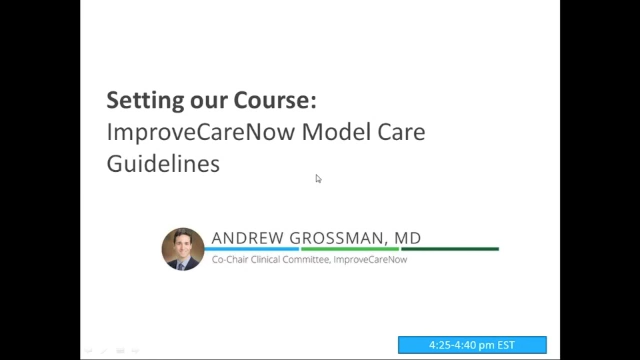 Setting our Course:
ImproveCareNow Model Care
Guidelines
ANDREW GROSSMAN, MD
Co-Chair Clinical Committee, ImproveCareNow
4:25-4:40 pm EST